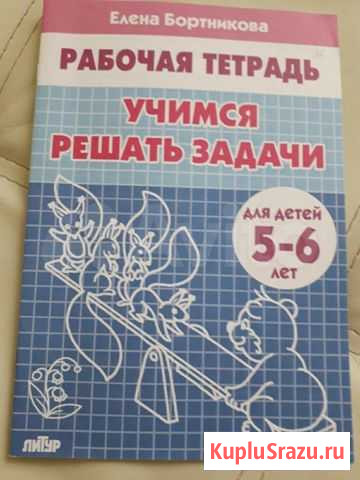 Елена Бортникова
РАБОЧАЯ ТЕТРАДЬ
УЧИМСЯ
РЕШАТЬ ЗАДАЧИ
для детей
5-6
лет
ЛИТУР
KupluSrazu.ru